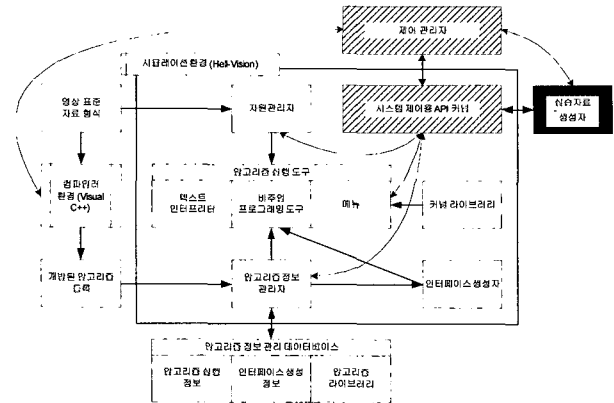 제어 관리자
시뮬레이션환경 (Hell-Vision)
영상 표준
자료 형식
자원관리자
시스템 제어용 API 커널
실습자료
생성자
알고리즘 실행 도구
컴파일러
환경 (Visual
C++)
텍스트
인터프리터
비주얼
프로그래밍 도구
메뉴
커널 라이브러리
개발된 알고리즘
등록
알고리즘 정보
관리자
인터페이스 생성자
알고리즘 정보 관리 데이터베이스
알고리즘 실행
정보
인터페이스 생성
정보
알고리즘
라이브러리